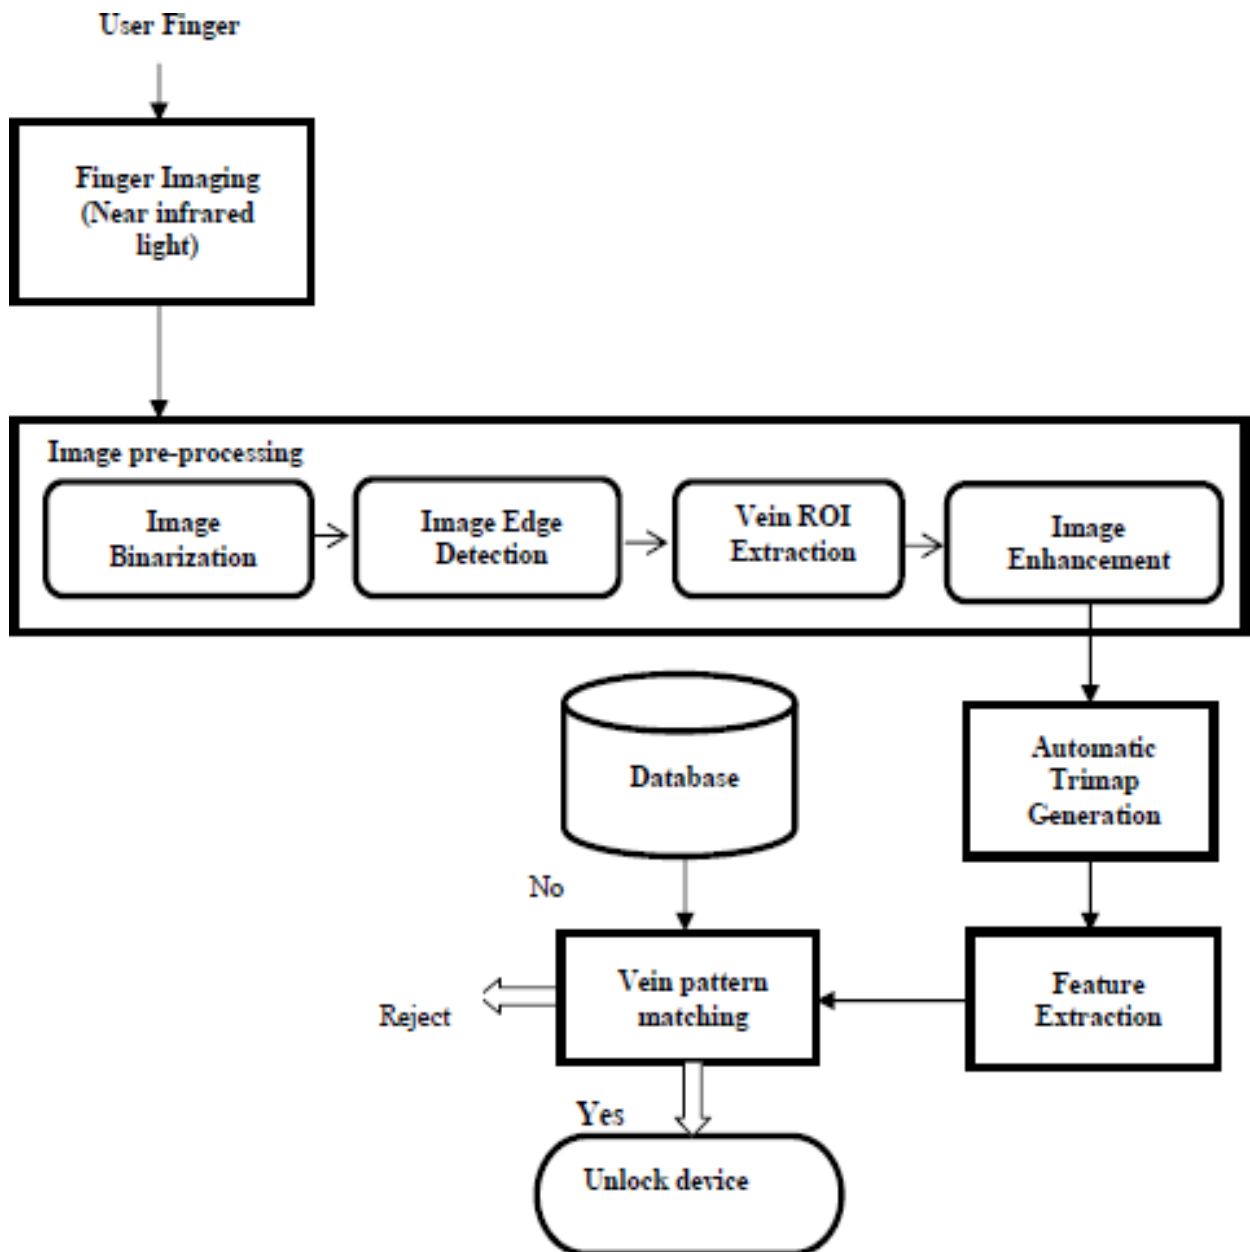 User Finger
Finger Imaging
(Near infrared
light)
Image pre-processing
Image
Binarization
Image Edge
Detection
Vein ROI
Extraction
Image
Enhancement
Database
Automatic
Trimap
Generation
No
Vein pattern
matching
Feature
Extraction
Reject
Yes
Unlock device